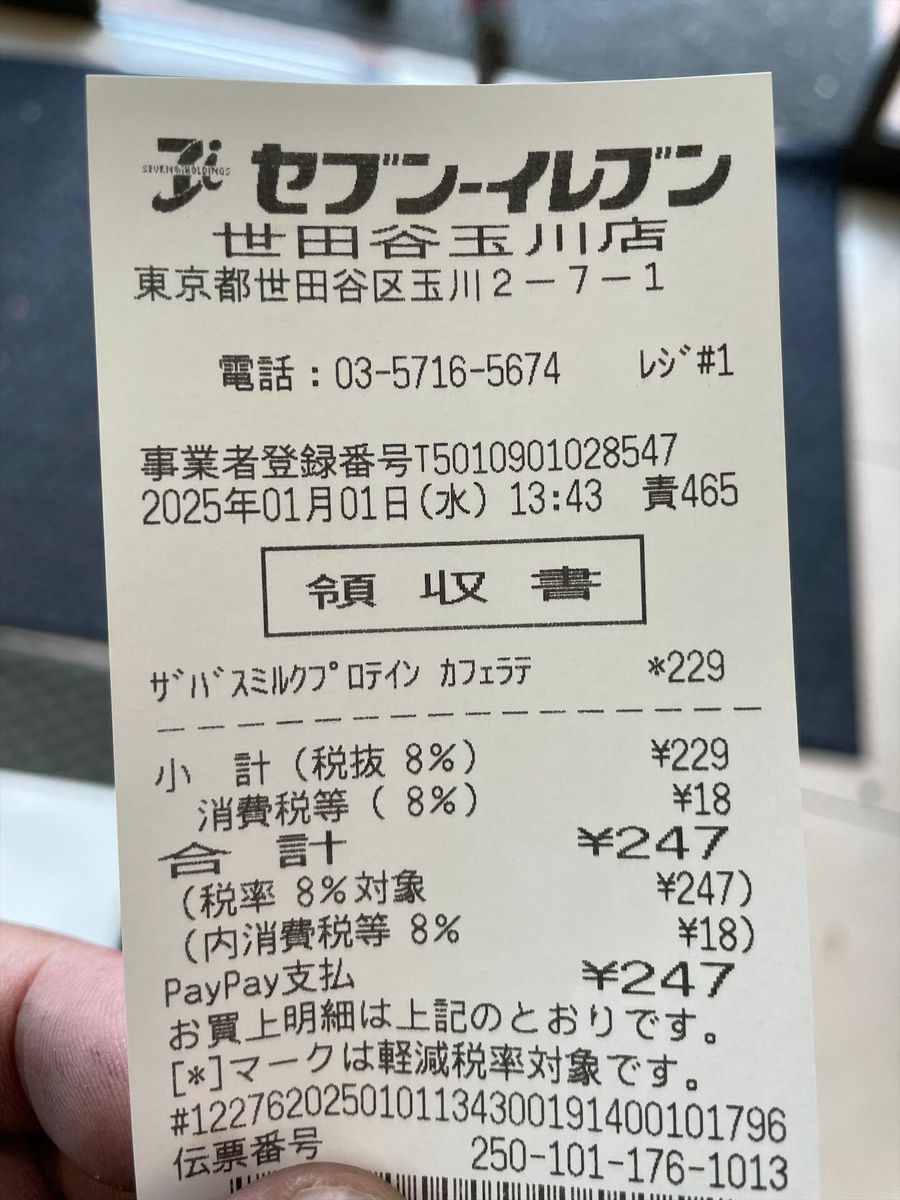 SEVEN&i HOLDINGS
セブン-イレブン
世田谷玉川店
東京都世田谷区玉川2-7-1
電話:03-5716-5674 レジ#1
事業者登録番号T5010901028547
2025年01月01日(水) 13:43 責465
領収書
ザバスミルクプロテイン カフェラテ *229
小 計(税抜 8%) ¥229
消費税等( 8%) ¥18
合 計 ¥247
(税率 8%対象 ¥247)
(内消費税等 8% ¥18)
PayPay支払 ¥247
お買上明細は上記のとおりです。
[*]マークは軽減税率対象です。
#122762025010113430019140010​1796
伝票番号 250-101-176-1013